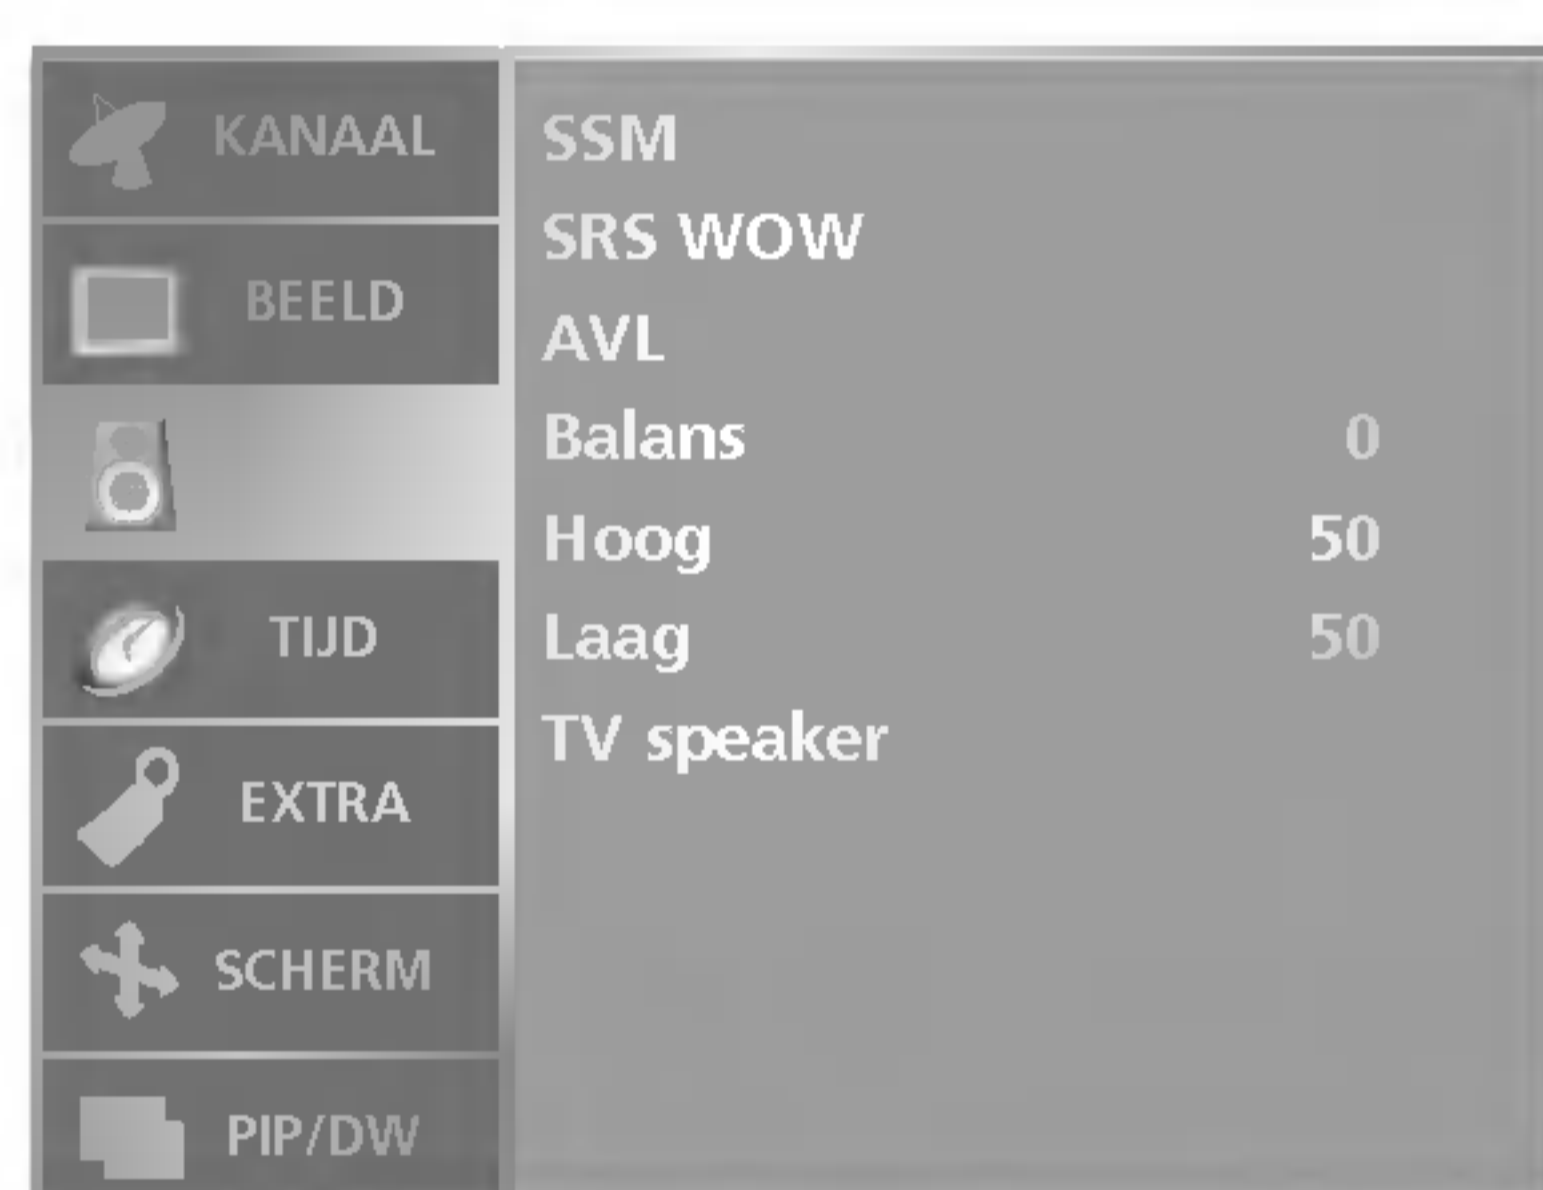 KANAAL
BEELD
TIJD
EXTRA
SCHERM
PIP/DW
SSM
SRS WOW
AVL
Balans 0
Hoog 50
Laag 50
TV speaker